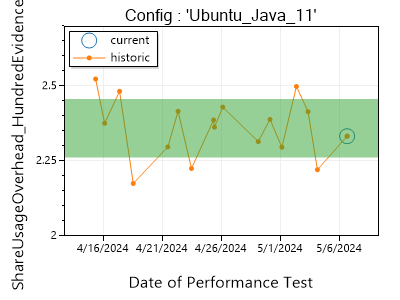 Config : 'Ubuntu_Java_11'
current
historic
ShareUsageOverhead_HundredEvidence
2.5
2.25
2
4/16/2024 4/21/2024 4/26/2024 5/1/2024 5/6/2024
Date of Performance Test